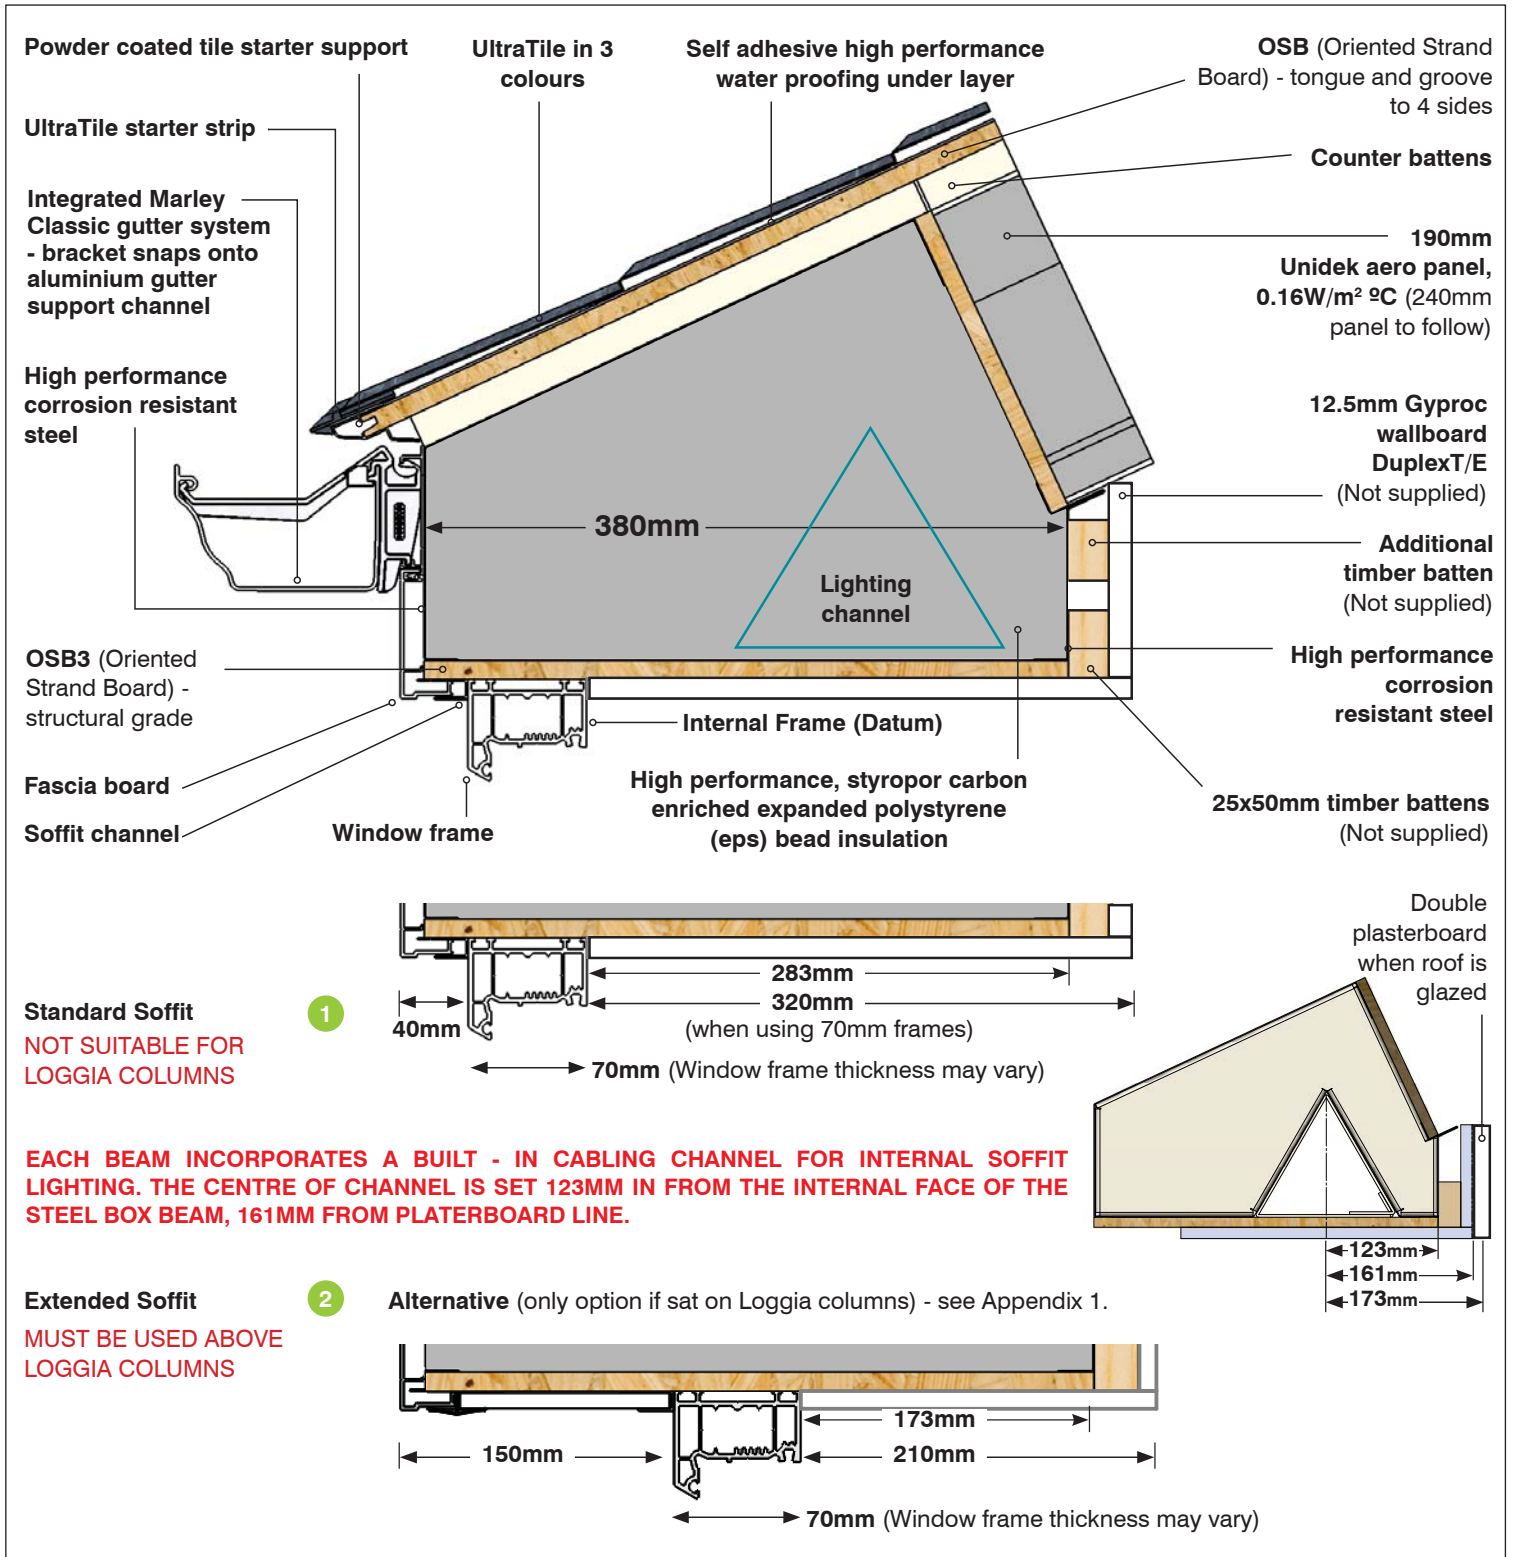 Powder coated tile starter support
UltraTile in 3
colours
Self adhesive high performance
water proofing under layer
OSB (Oriented Strand
Board) - tongue and groove
to 4 sides
UltraTile starter strip
Counter battens
Integrated Marley
Classic gutter system
- bracket snaps onto
aluminium gutter
support channel
190mm
Unidek aero panel,
0.16W/m² ºC (240mm
panel to follow)
High performance
corrosion resistant
steel
12.5mm Gyproc
wallboard
DuplexT/E
(Not supplied)
380mm
Lighting
channel
Additional
timber batten
(Not supplied)
OSB3 (Oriented
Strand Board) -
structural grade
High performance
corrosion
resistant steel
Internal Frame (Datum)
Fascia board
Soffit channel
Window frame
High performance, styropor carbon
enriched expanded polystyrene
(eps) bead insulation
25x50mm timber battens
(Not supplied)
Double
plasterboard
when roof is
glazed
283mm
320mm
(when using 70mm frames)
40mm
70mm (Window frame thickness may vary)
Standard Soffit
1
NOT SUITABLE FOR
LOGGIA COLUMNS
EACH BEAM INCORPORATES A BUILT - IN CABLING CHANNEL FOR INTERNAL SOFFIT
LIGHTING. THE CENTRE OF CHANNEL IS SET 123MM IN FROM THE INTERNAL FACE OF THE
STEEL BOX BEAM, 161MM FROM PLATERBOARD LINE.
123mm
161mm
173mm
Extended Soffit
2
Alternative (only option if sat on Loggia columns) - see Appendix 1.
MUST BE USED ABOVE
LOGGIA COLUMNS
173mm
150mm
210mm
70mm (Window frame thickness may vary)